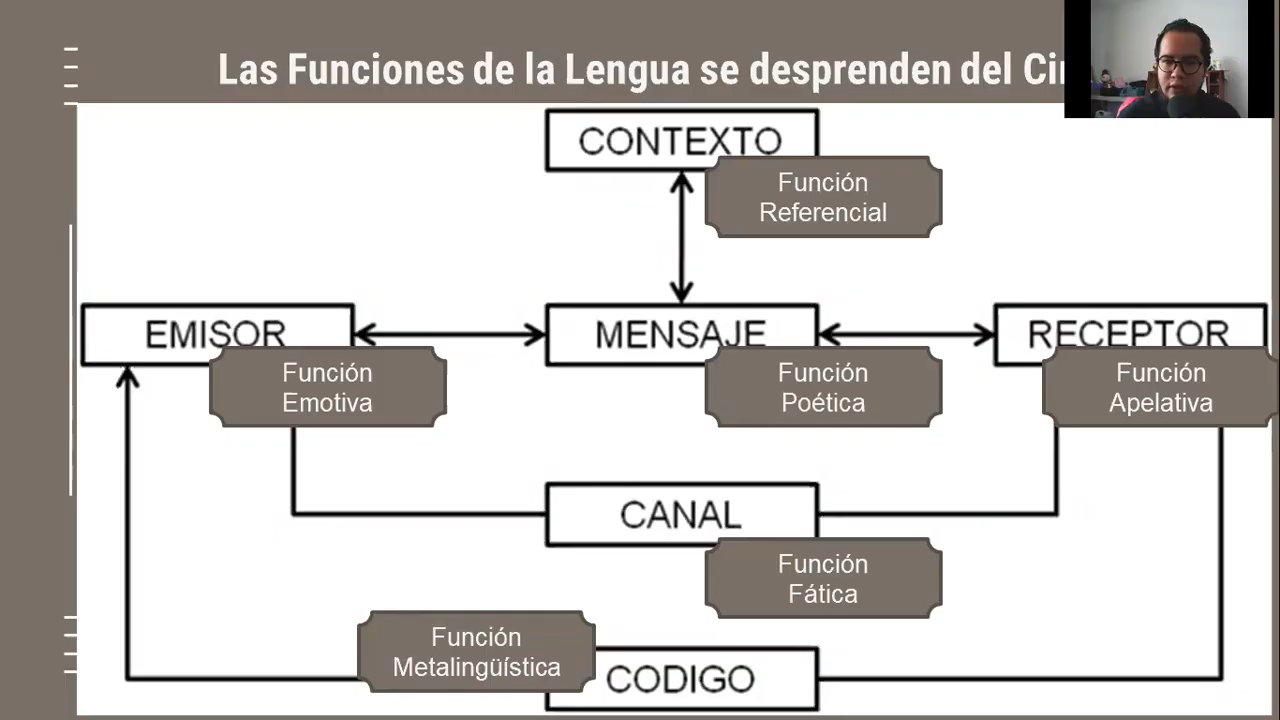 Las Funciones de la Lengua se desprenden del
CONTEXTO
Función
Referencial
EMISOR
MENSAJE
RECEPTOR
Función
Emotiva
Función
Poética
Función
Apelativa
CANAL
Función
Fática
Función
Metalingüística
CODIGO